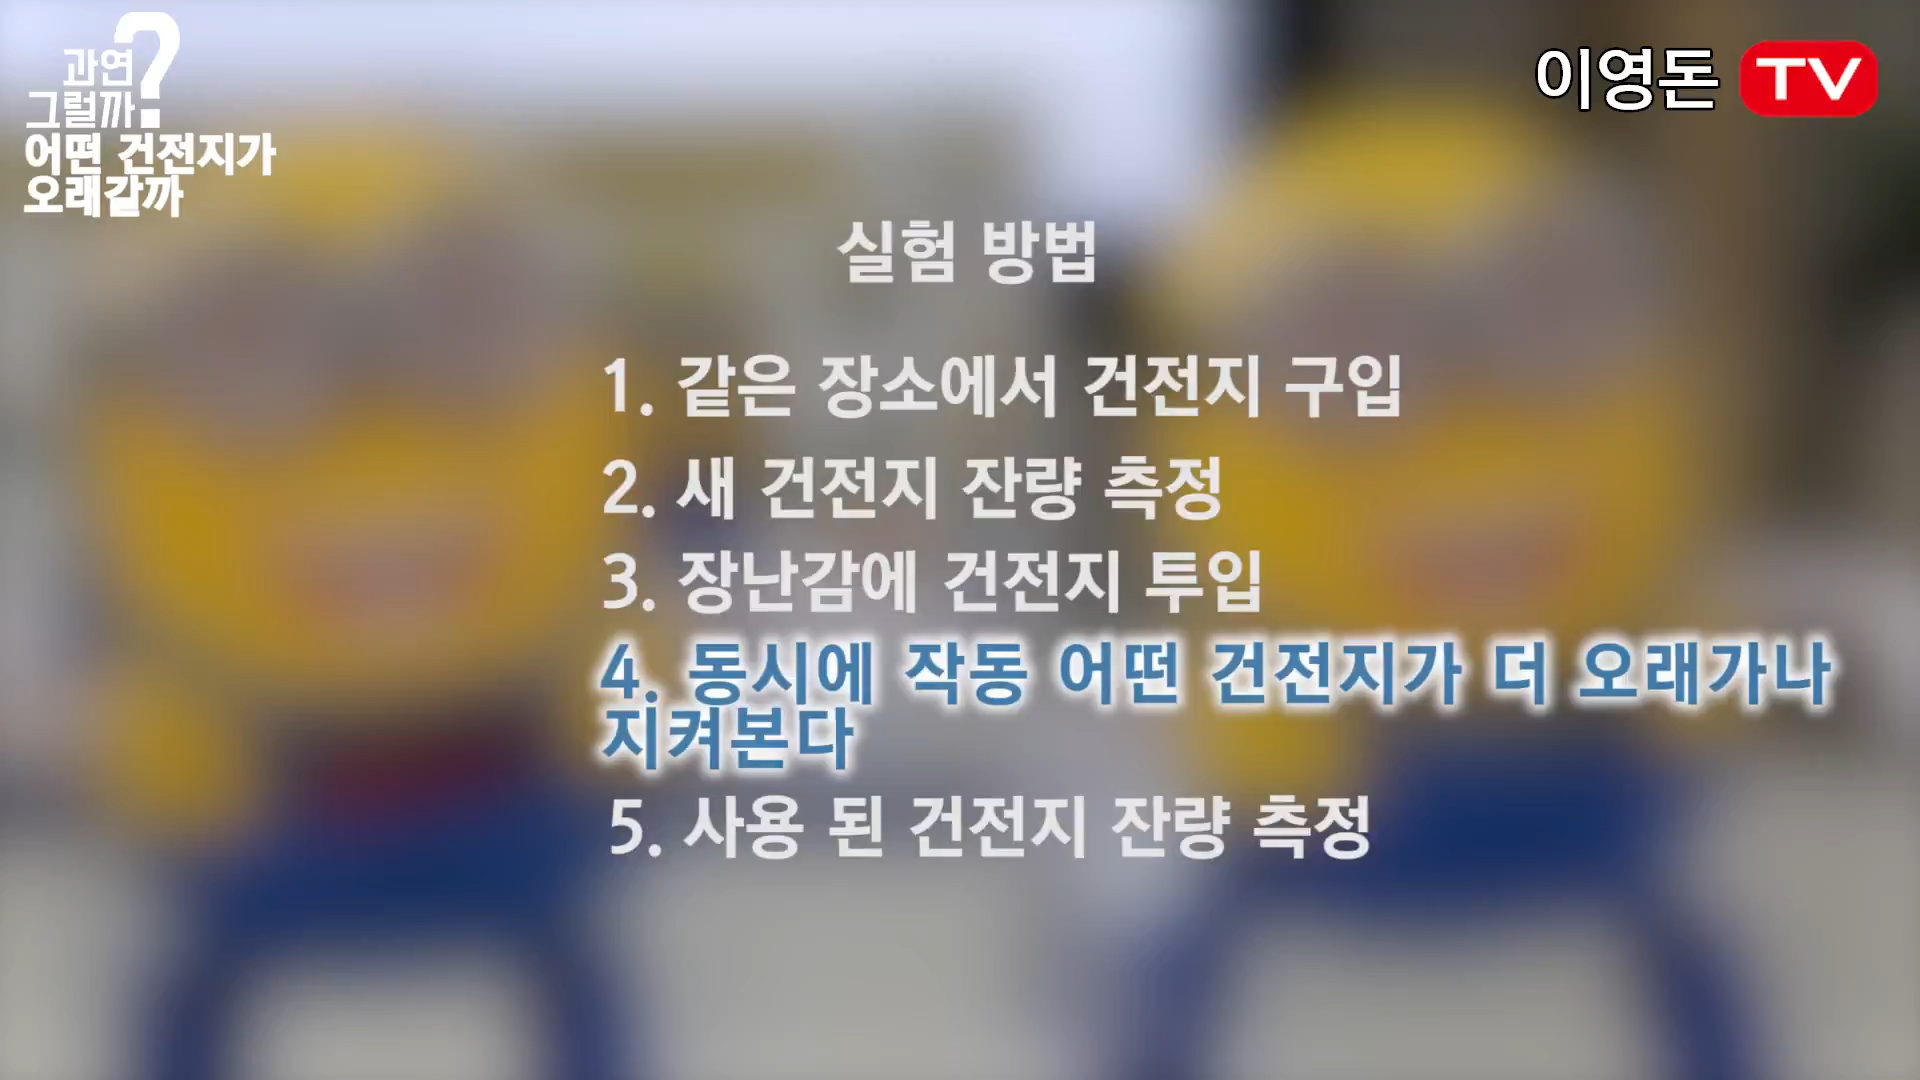 과연
그럴까?
어떤 건전지가
오래갈까
이영돈 TV
실험 방법
1. 같은 장소에서 건전지 구입
2. 새 건전지 잔량 측정
3. 장난감에 건전지 투입
4. 동시에 작동 어떤 건전지가 더 오래가나
지켜본다
5. 사용 된 건전지 잔량 측정